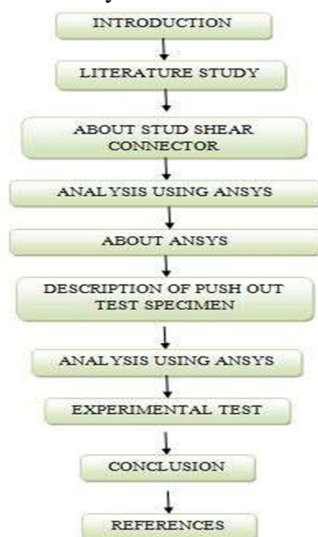 INTRODUCTION
LITERATURE STUDY
ABOUT STUD SHEAR
CONNECTOR
ANALYSIS USING ANSYS
ABOUT ANSYS
DESCRIPTION OF PUSH OUT
TEST SPECIMEN
ANALYSIS USING ANSYS
EXPERIMENTAL TEST
CONCLUSION
REFERENCES